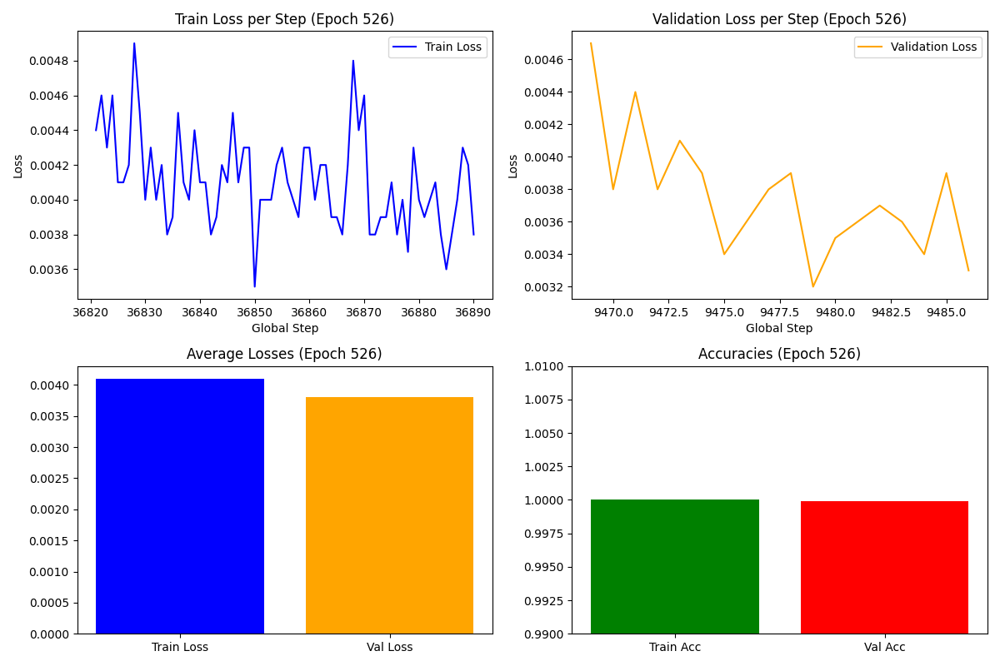 Train Loss per Step (Epoch 526)
Train Loss
0.0048
0.0046
0.0044
0.0042
0.0040
0.0038
0.0036
Loss
36820 36830 36840 36850 36860 36870 36880 36890
Global Step
Validation Loss per Step (Epoch 526)
Validation Loss
0.0046
0.0044
0.0042
0.0040
0.0038
0.0036
0.0034
0.0032
Loss
9470.0 9472.5 9475.0 9477.5 9480.0 9482.5 9485.0
Global Step
Average Losses (Epoch 526)
0.0040
0.0035
0.0030
0.0025
0.0020
0.0015
0.0010
0.0005
0.0000
Train Loss Val Loss
Accuracies (Epoch 526)
1.0100
1.0075
1.0050
1.0025
1.0000
0.9975
0.9950
0.9925
0.9900
Train Acc Val Acc